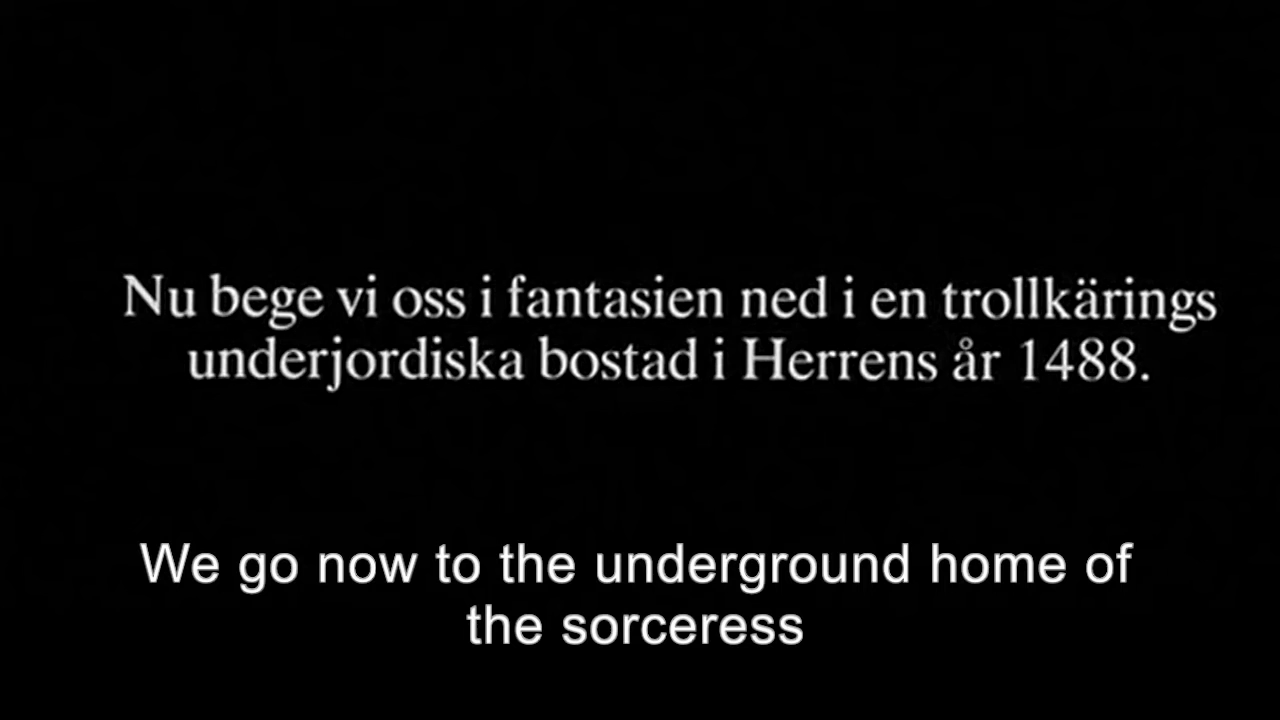 Nu bege vi oss i fantasien ned i en trollkärings
underjordiska bostad i Herrens år 1488.
We go now to the underground home of
the sorceress